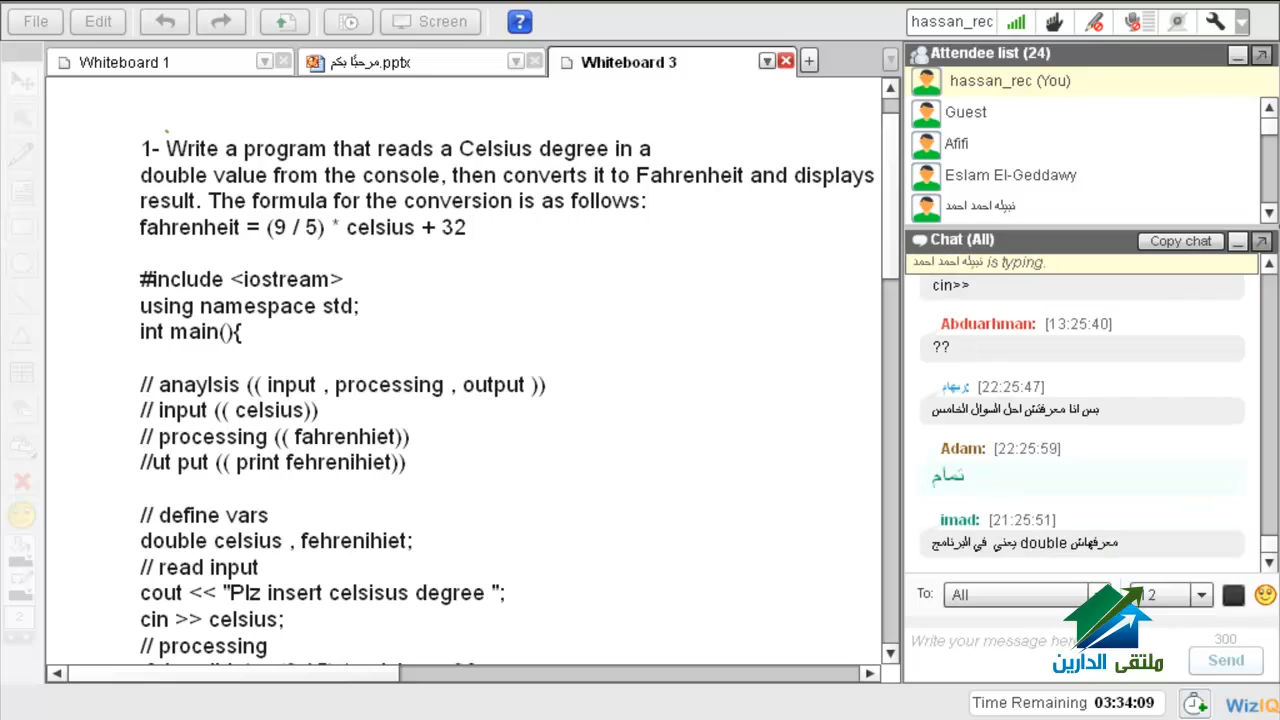 File Edit Screen ? hassan_rec
Whiteboard 1 مرحبًا بكم.pptx Whiteboard 3 +
1- Write a program that reads a Celsius degree in a
double value from the console, then converts it to Fahrenheit and displays
result. The formula for the conversion is as follows:
fahrenheit = (9 / 5) * celsius + 32
#include <iostream>
using namespace std;
int main(){
// anaylsis (( input , processing , output ))
// input (( celsius))
// processing (( fahrenhiet))
//ut put (( print fehrenihiet))
// define vars
double celsius , fehrenihiet;
// read input
cout << "Plz insert celsisus degree ";
cin >> celsius;
// processing
2
Attendee list (24)
hassan_rec (You)
Guest
Afifi
Eslam El-Geddawy
نبيله احمد احمد
Chat (All) Copy chat
نبيله احمد احمد is typing.
cin>>
Abduarhman: [13:25:40]
??
ريهام: [22:25:47]
بس انا معرفتش احل السوال الخامس
Adam: [22:25:59]
تمأم
imad: [21:25:51]
معرفهاش double يعني في البرنامج
To: All 2
Write your message here
300
Send
ملتقى الدارين
Time Remaining 03:34:09
WizIQ